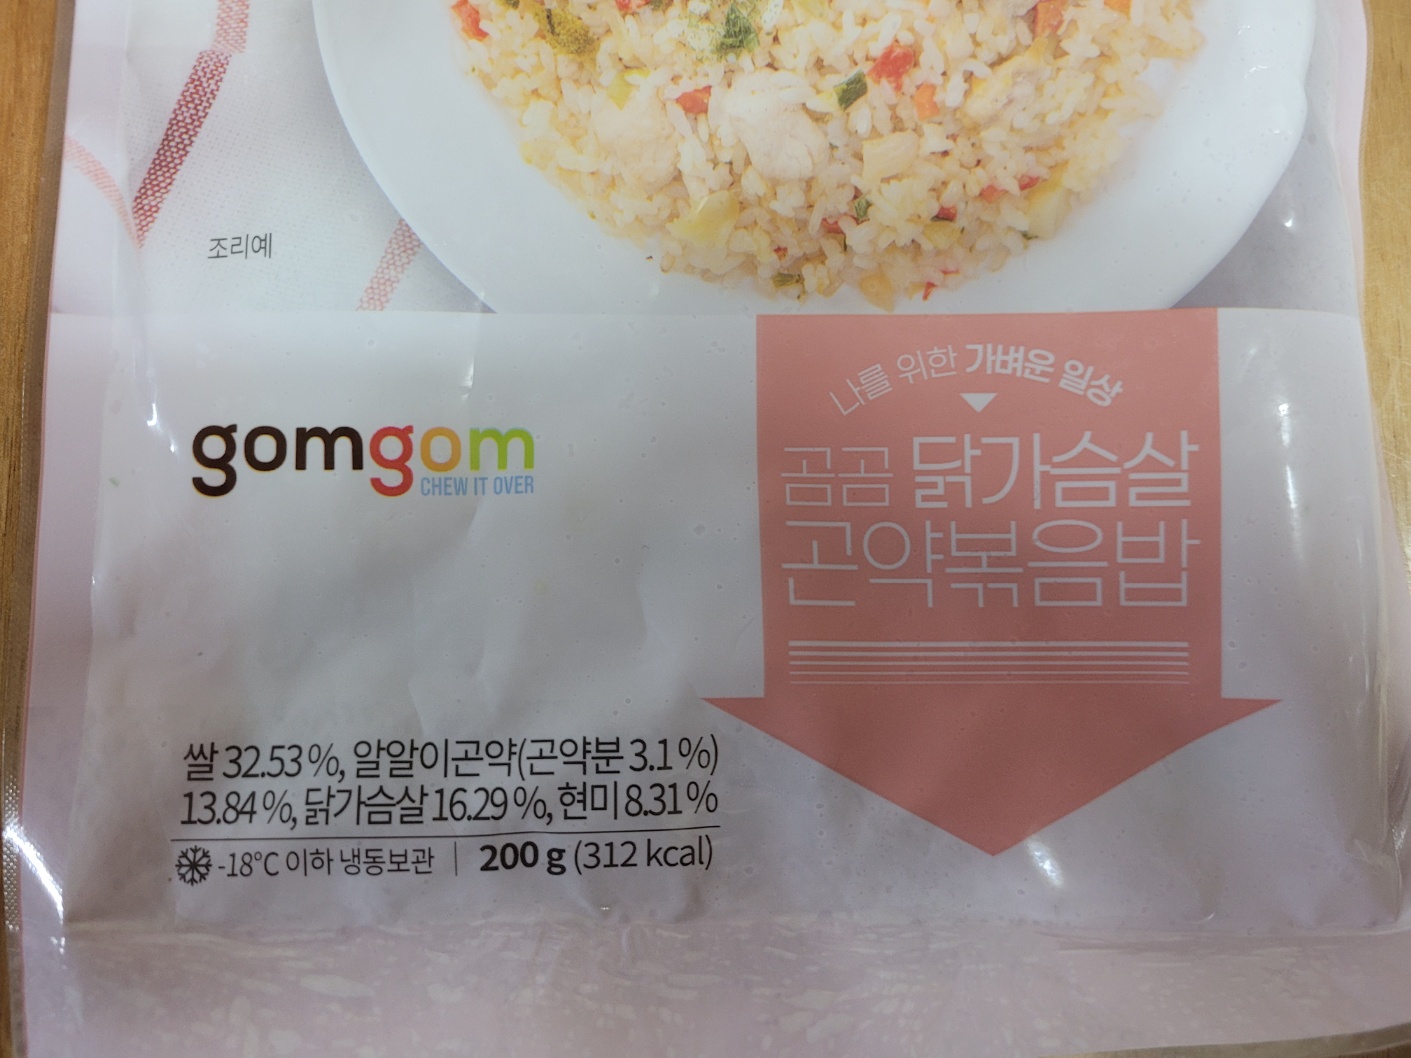 조리예
gomgom
CHEW IT OVER
나를 위한 가벼운 일상
곰곰 닭가슴살
곤약볶음밥
쌀 32.53%, 알알이곤약(곤약분 3.1%)
13.84%, 닭가슴살 16.29%, 현미 8.31%
-18°C 이하 냉동보관 | 200 g (312 kcal)